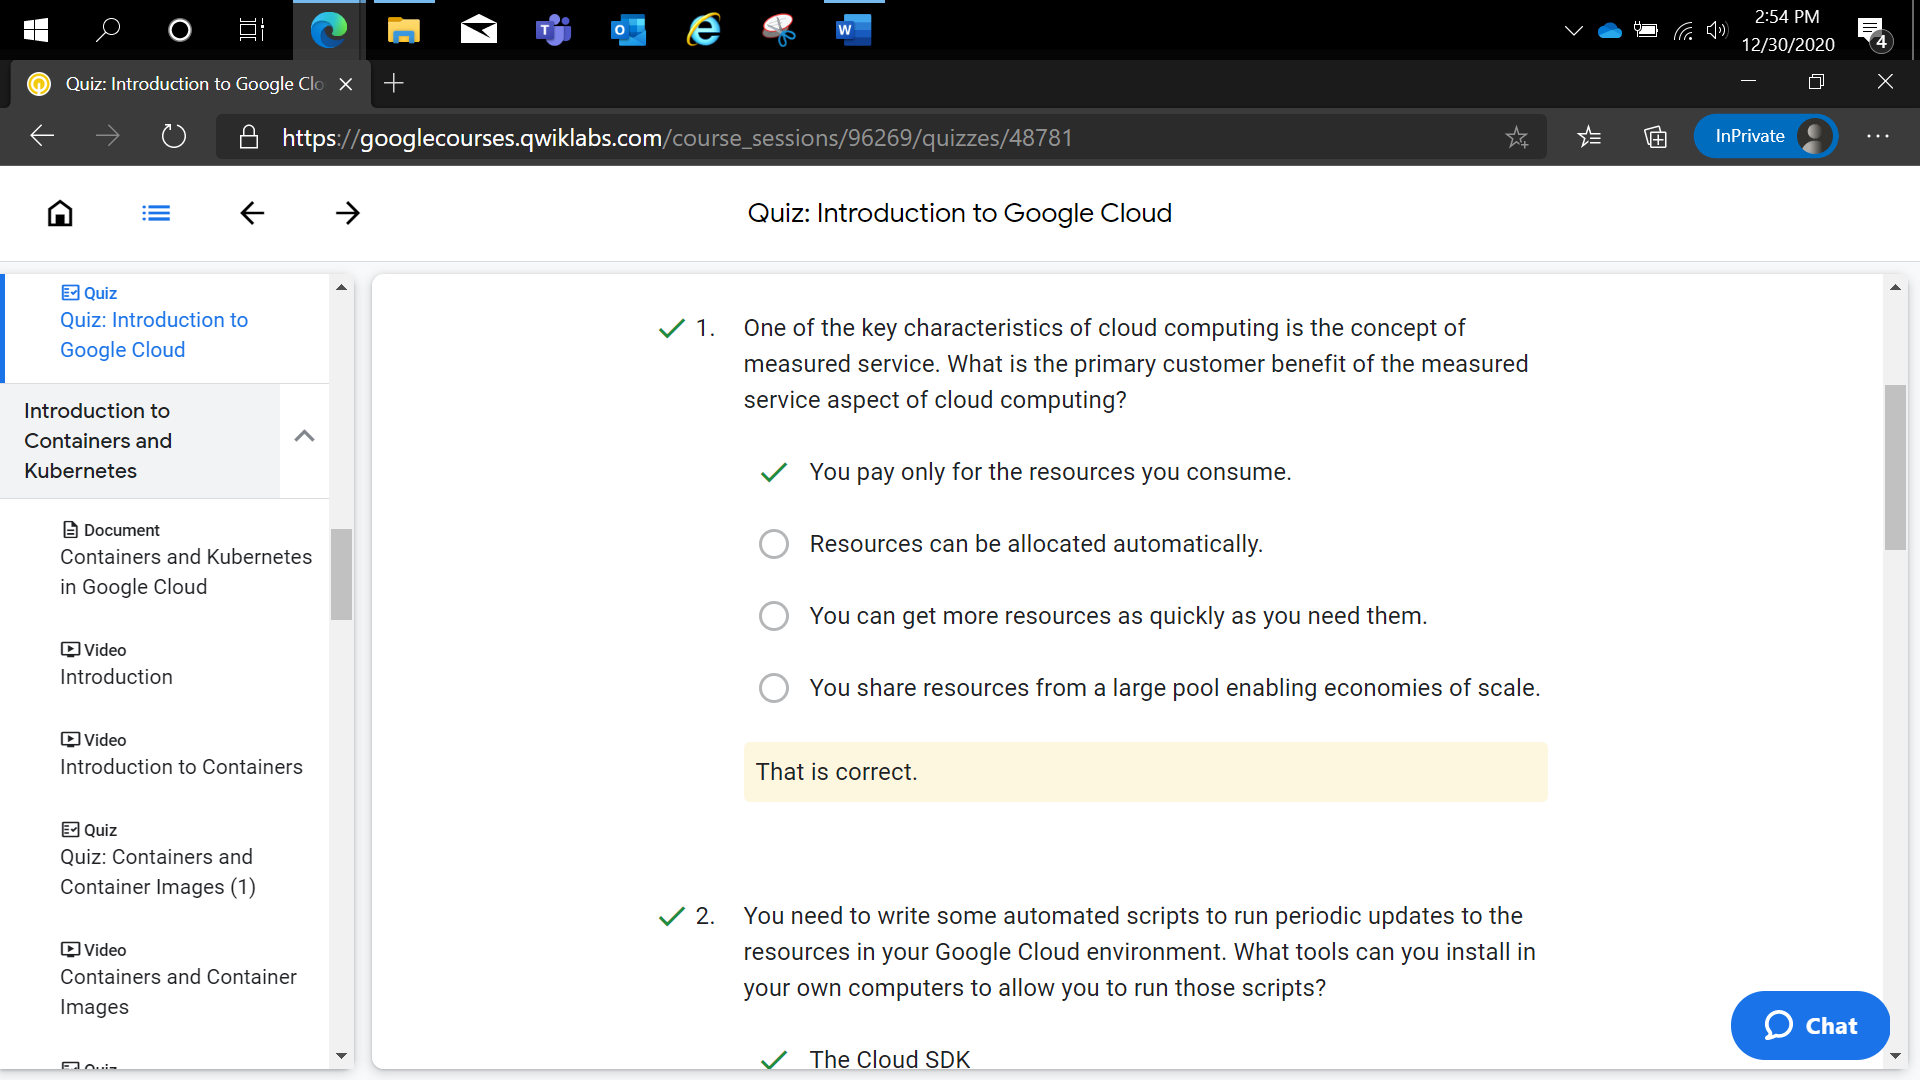 2:54 PM
12/30/2020
4
Quiz: Introduction to Google Clo
https://googlecourses.qwiklabs.com/course_sessions/96269/quizzes/48781
InPrivate
Quiz: Introduction to Google Cloud
Quiz
Quiz: Introduction to
Google Cloud
Introduction to
Containers and
Kubernetes
Document
Containers and Kubernetes
in Google Cloud
Video
Introduction
Video
Introduction to Containers
Quiz
Quiz: Containers and
Container Images (1)
Video
Containers and Container
Images
Quiz
1. One of the key characteristics of cloud computing is the concept of
measured service. What is the primary customer benefit of the measured
service aspect of cloud computing?
You pay only for the resources you consume.
Resources can be allocated automatically.
You can get more resources as quickly as you need them.
You share resources from a large pool enabling economies of scale.
That is correct.
2. You need to write some automated scripts to run periodic updates to the
resources in your Google Cloud environment. What tools can you install in
your own computers to allow you to run those scripts?
The Cloud SDK
Chat